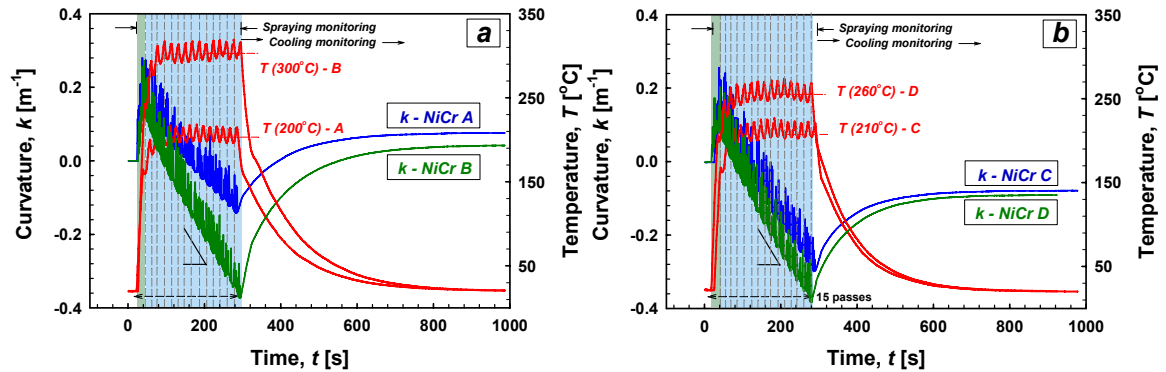 0.4
350
Spraying monitoring
Cooling monitoring
a
T (300°C) - B
T (200°C) - A
k - NiCr A
k - NiCr B
Curvature, k [m⁻¹]
0.2
0.0
-0.2
-0.4
250
150
50
Temperature, T [°C]
0 200 400 600 800 1000
Time, t [s]
0.4
350
Spraying monitoring
Cooling monitoring
b
T (260°C) - D
T (210°C) - C
k - NiCr C
k - NiCr D
15 passes
Curvature, k [m⁻¹]
0.2
0.0
-0.2
-0.4
250
150
50
Temperature, T [°C]
0 200 400 600 800 1000
Time, t [s]